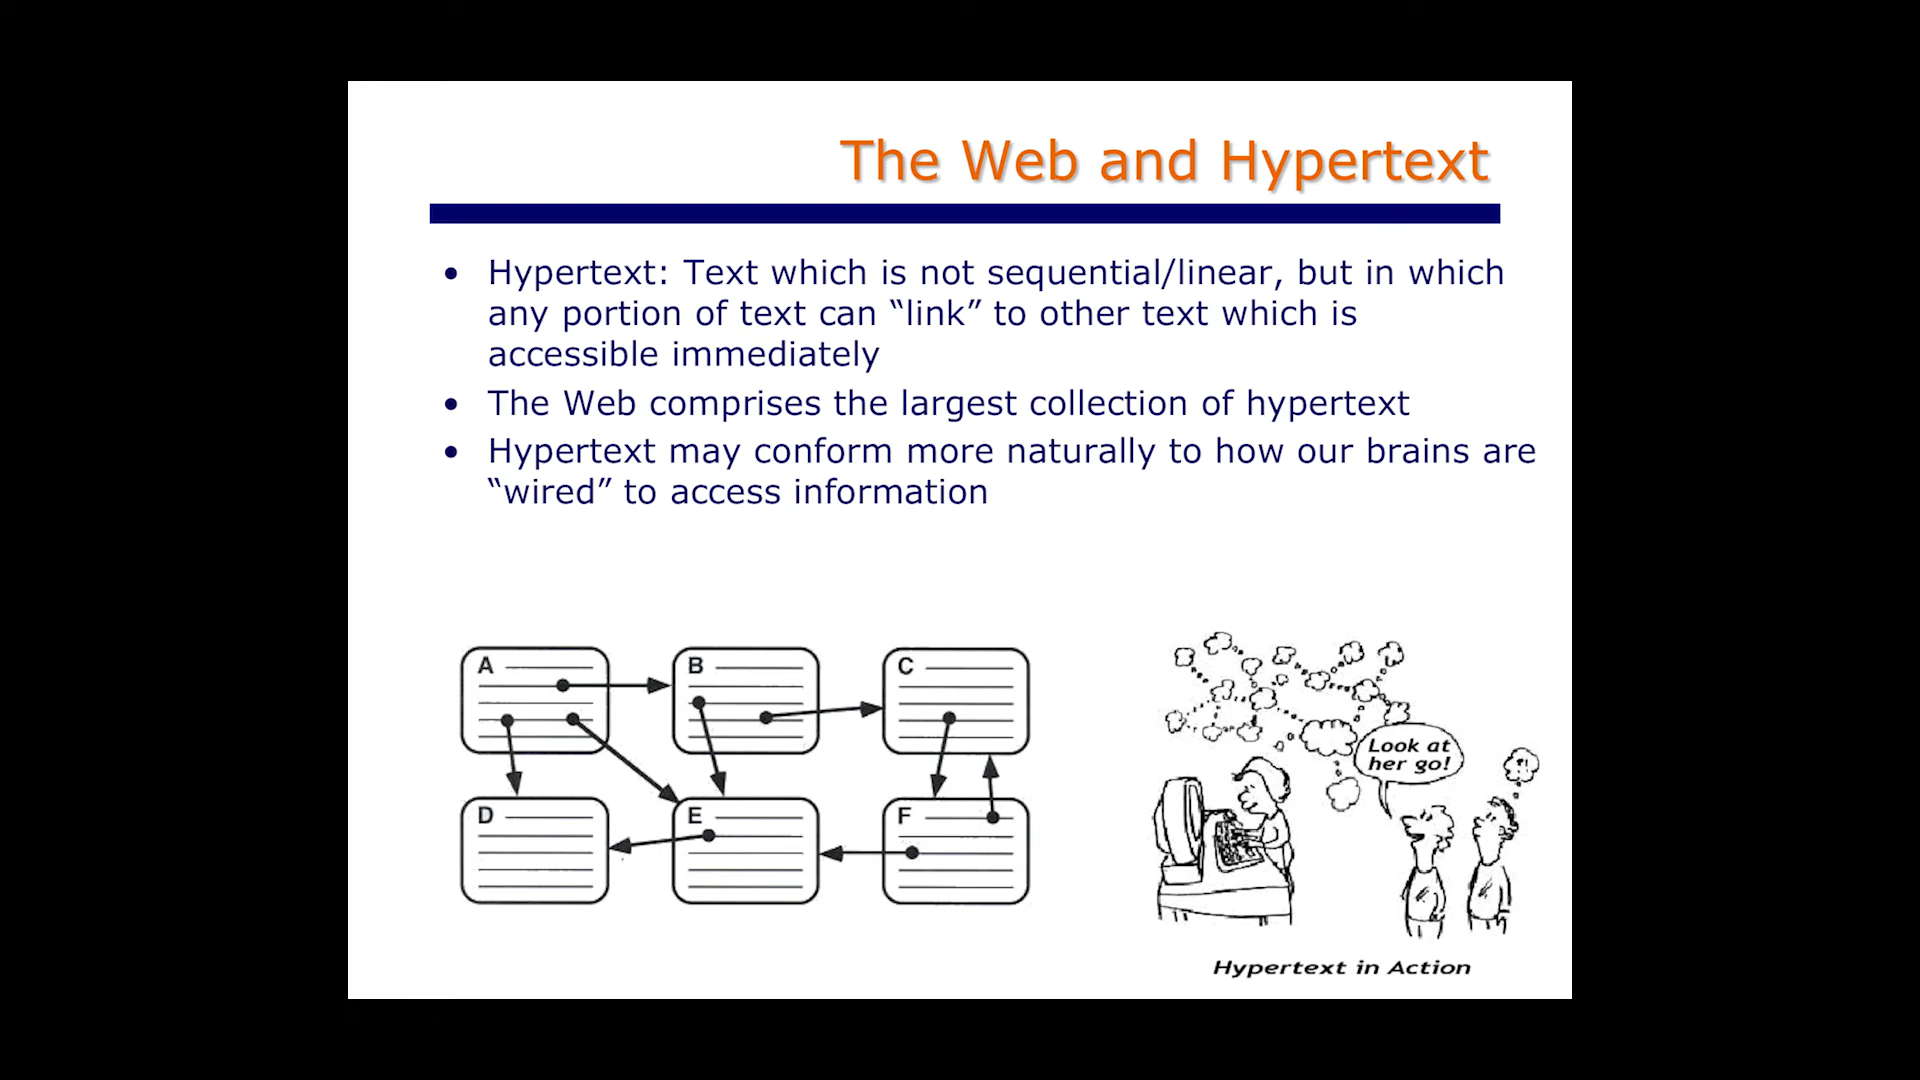 The Web and Hypertext
• Hypertext: Text which is not sequential/linear, but in which
any portion of text can “link” to other text which is
accessible immediately
• The Web comprises the largest collection of hypertext
• Hypertext may conform more naturally to how our brains are
“wired” to access information
A
B
C
D
E
F
Look at
her go!
!
Hypertext in Action